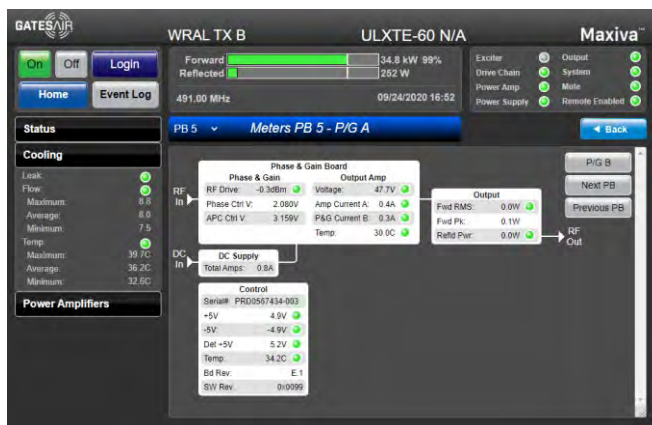 GATESAIR
WRAL TX B
ULXTE-60 N/A
Maxiva™
On
Off
Login
Home
Event Log
Forward
34.8 kW 99%
Reflected
252 W
491.00 MHz
09/24/2020 16:52
Exciter
Output
Drive Chain
System
Power Amp
Mute
Power Supply
Remote Enabled
Status
PB 5
Meters PB 5 - P/G A
Back
Cooling
Leak:
Flow:
Maximum: 8.8
Average: 8.0
Minimum: 7.5
Temp:
Maximum: 39.7C
Average: 36.2C
Minimum: 32.6C
Power Amplifiers
P/G B
Next PB
Previous PB
Phase & Gain Board
Phase & Gain
Output Amp
RF In
RF Drive: -0.3dBm
Voltage: 47.7V
Phase Ctrl V: 2.080V
Amp Current A: 0.4A
APC Ctrl V: 3.159V
P&G Current B: 0.3A
Temp: 30.0C
Output
Fwd RMS: 0.0W
Fwd Pk: 0.1W
Refld Pwr: 0.0W
RF Out
DC In
DC Supply
Total Amps: 0.8A
Control
Serial# PRD0567434-003
+5V 4.9V
-5V: -4.9V
Det +5V 5.2V
Temp: 34.2C
Bd Rev: E.1
SW Rev: 0x0099